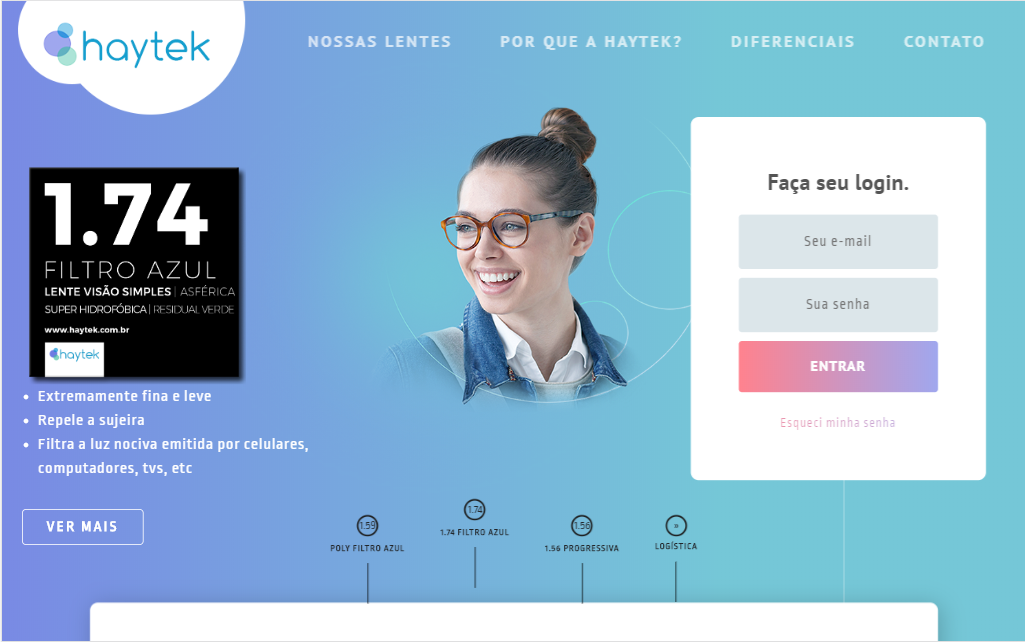 haytek
NOSSAS LENTES
POR QUE A HAYTEK?
DIFERENCIAIS
CONTATO
1.74
FILTRO AZUL
LENTE VISÃO SIMPLES | ASFÉRICA
SUPER HIDROFÓBICA | RESIDUAL VERDE
www.haytek.com.br
haytek
• Extremamente fina e leve
• Repele a sujeira
• Filtra a luz nociva emitida por celulares,
computadores, tvs, etc
VER MAIS
Faça seu login.
Seu e-mail
Sua senha
ENTRAR
Esqueci minha senha
1.59
POLY FILTRO AZUL
1.74
1.74 FILTRO AZUL
1.56
1.56 PROGRESSIVA
»
LOGÍSTICA